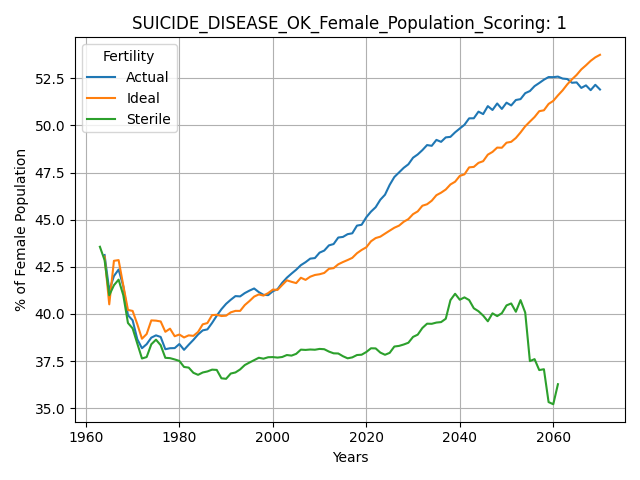 SUICIDE_DISEASE_OK_Female_Population_Scoring: 1
Fertility
Actual
Ideal
Sterile
% of Female Population
52.5
50.0
47.5
45.0
42.5
40.0
37.5
35.0
1960
1980
2000
2020
2040
2060
Years